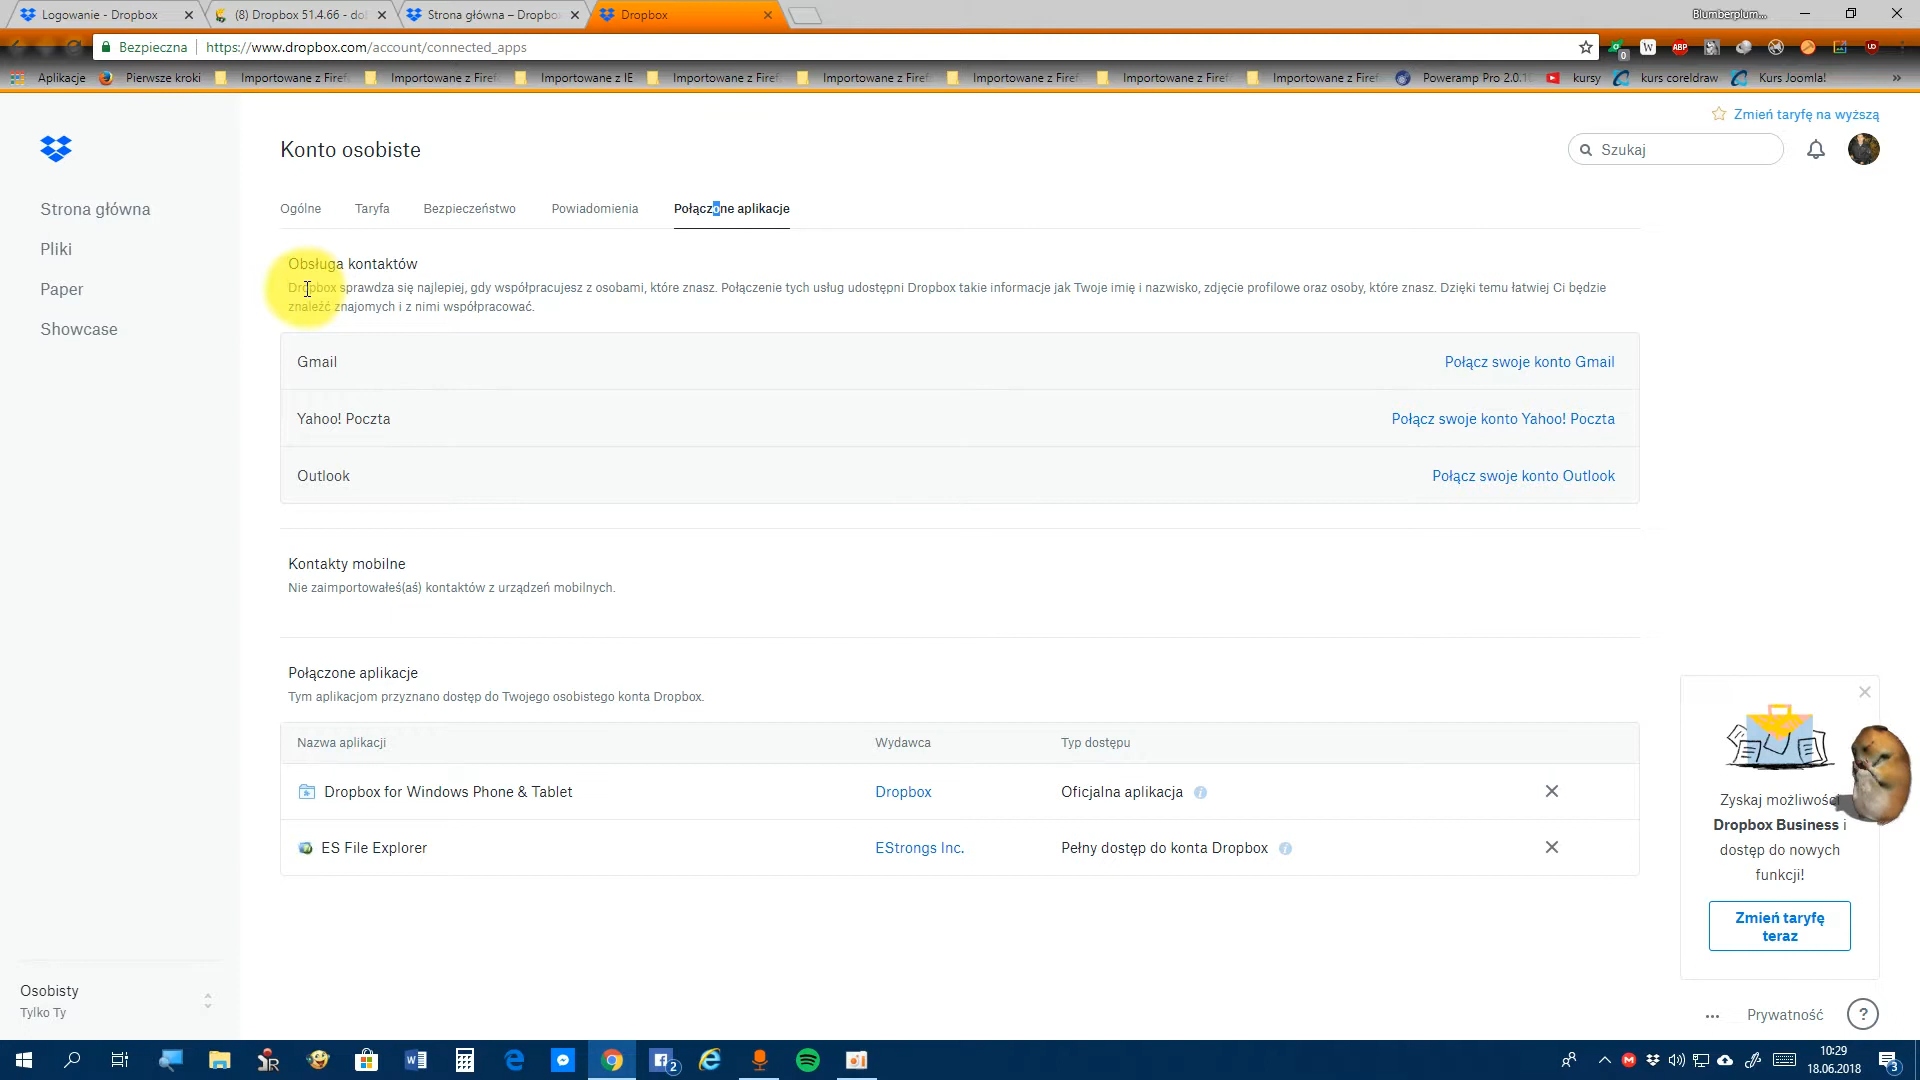 Logowanie - Dropbox
(8) Dropbox 51.4.66 - do
Strona główna – Dropbo
Dropbox
Blumberplum...
Bezpieczna
https://www.dropbox.com/account/connected_apps
Aplikacje
Pierwsze kroki
Importowane z Firef
Importowane z Firef
Importowane z IE
Importowane z Firef
Importowane z Firef
Importowane z Firef
Importowane z Firef
Importowane z Firef
Poweramp Pro 2.0.1
kursy
kurs coreldraw
Kurs Joomla!
Zmień taryfę na wyższą
Konto osobiste
Szukaj
Strona główna
Pliki
Paper
Showcase
Ogólne
Taryfa
Bezpieczeństwo
Powiadomienia
Połączone aplikacje
Obsługa kontaktów
Dropbox sprawdza się najlepiej, gdy współpracujesz z osobami, które znasz. Połączenie tych usług udostępni Dropbox takie informacje jak Twoje imię i nazwisko, zdjęcie profilowe oraz osoby, które znasz. Dzięki temu łatwiej Ci będzie
znaleźć znajomych i z nimi współpracować.
Gmail
Połącz swoje konto Gmail
Yahoo! Poczta
Połącz swoje konto Yahoo! Poczta
Outlook
Połącz swoje konto Outlook
Kontakty mobilne
Nie zaimportowałeś(aś) kontaktów z urządzeń mobilnych.
Połączone aplikacje
Tym aplikacjom przyznano dostęp do Twojego osobistego konta Dropbox.
Nazwa aplikacji
Wydawca
Typ dostępu
Dropbox for Windows Phone & Tablet
Dropbox
Oficjalna aplikacja
ES File Explorer
EStrongs Inc.
Pełny dostęp do konta Dropbox
Zyskaj możliwości
Dropbox Business i
dostęp do nowych
funkcji!
Zmień taryfę
teraz
Osobisty
Tylko Ty
Prywatność
?
10:29
18.06.2018